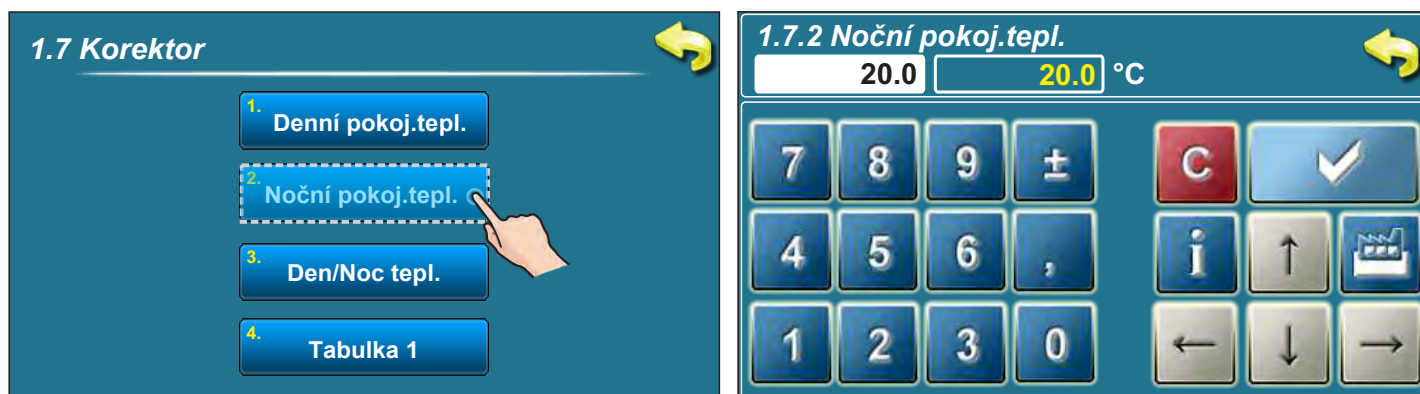 1.7 Korektor
1. Denní pokoj.tepl.
2. Noční pokoj.tepl.
3. Den/Noc tepl.
4. Tabulka 1
1.7.2 Noční pokoj.tepl.
20.0 20.0 °C
7 8 9 ± C
4 5 6 , i
1 2 3 0